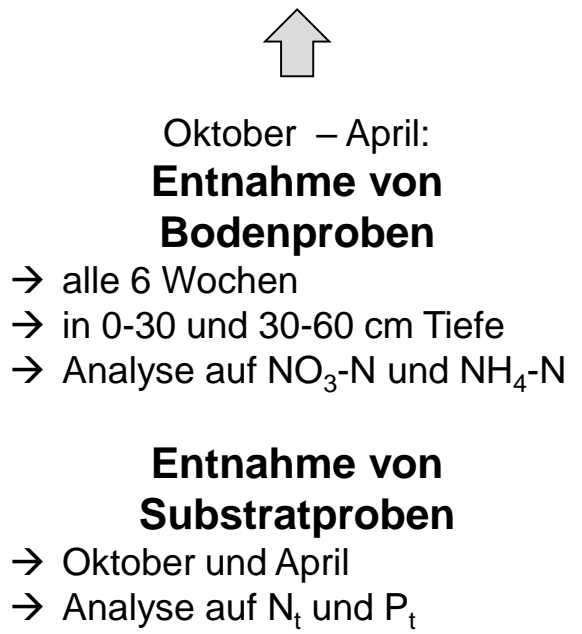 Oktober – April:
Entnahme von
Bodenproben
→ alle 6 Wochen
→ in 0-30 und 30-60 cm Tiefe
→ Analyse auf NO₃-N und NH₄-N
Entnahme von
Substratproben
→ Oktober und April
→ Analyse auf Nₜ und Pₜ